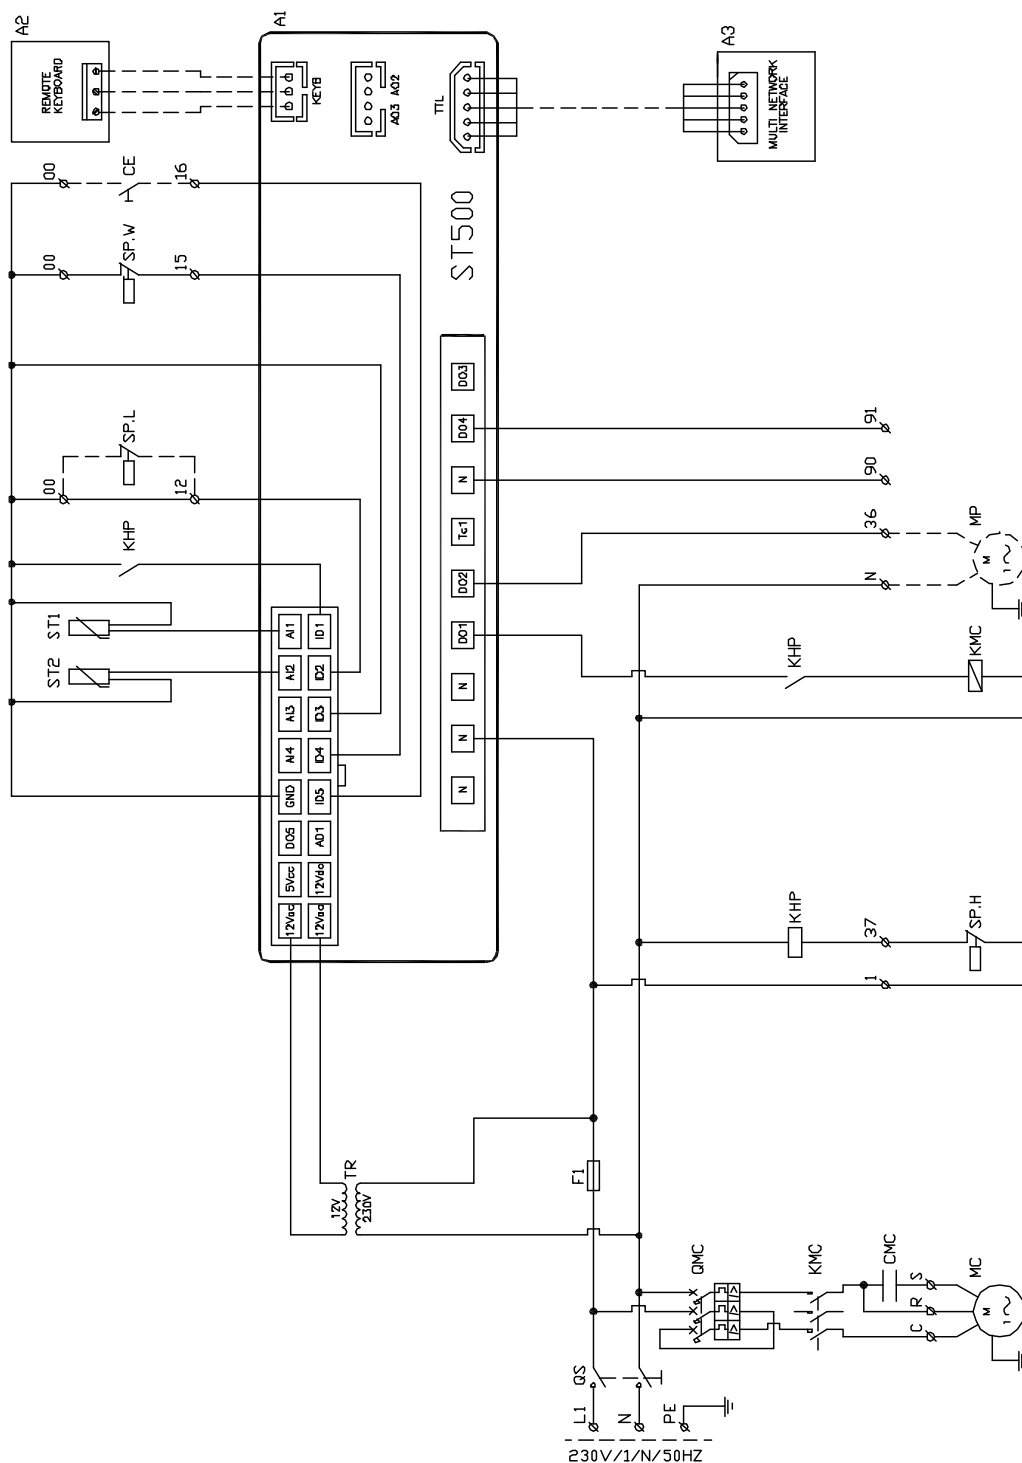 A2
REMOTE
KEYBOARD
A1
KEYB
AO3 AO2
TTL
A3
MULTI NETWORK
INTERFACE
00
CE
16
00
SP.W
15
ST500
00
SP.L
12
KHP
ST1
ST2
DO3
DO4
N
Tc1
DO2
DO1
N
N
N
AI1
ID1
AI2
ID2
AI3
ID3
AI4
ID4
GND
ID5
DO5
AD1
5Vcc
12Vdc
12Vac
12Vac
91
90
36
N
MP
M
1
KHP
KMC
KHP
37
SP.H
1
TR
12V
230V
F1
QMC
KMC
CMC
S
R
C
MC
M
1
QS
L1
N
PE
230V/1/N/50HZ